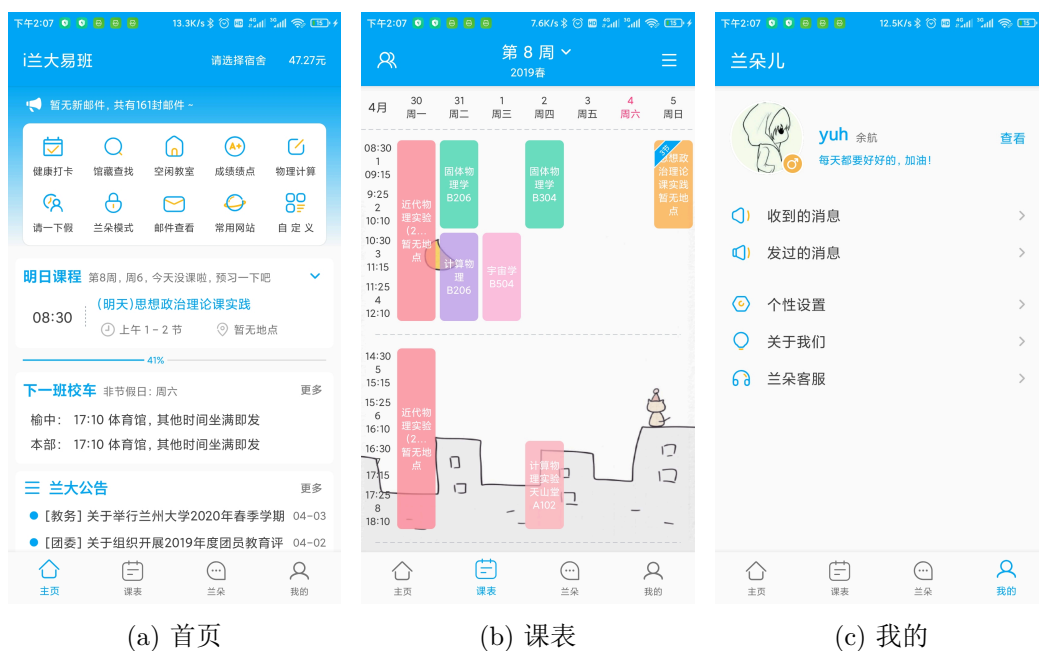 下午2:07 13.3K/s 15
i兰大易班 请选择宿舍 47.27元
暂无新邮件, 共有161封邮件 ~
健康打卡 馆藏查找 空闲教室 成绩绩点 物理计算
请一下假 兰朵模式 邮件查看 常用网站 自定义
明日课程 第8周, 周6, 今天没课啦, 预习一下吧
08:30
(明天)思想政治理论课实践
上午 1 - 2 节 暂无地点
41%
下一班校车 非节假日: 周六 更多
榆中: 17:10 体育馆, 其他时间坐满即发
本部: 17:10 体育馆, 其他时间坐满即发
兰大公告 更多
[教务] 关于举行兰州大学2020年春季学期 04-03
[团委] 关于组织开展2019年度团员教育评 04-02
主页 课表 兰朵 我的
(a) 首页
下午2:07 7.6K/s 15
第 8 周
2019春
4月
30 31 1 2 3 4 5
周一 周二 周三 周四 周五 周六 周日
08:30
1
09:15
9:25
2
10:10
10:30
3
11:15
11:25
4
12:10
14:30
5
15:15
15:25
6
16:10
16:30
7
17:15
17:25
8
18:10
近代物
理实验
(2...
暂无地
点
固体物
理学
B206
计算物
理
B206
宇宙学
B504
固体物
理学
B304
3节
思想政
治理论
课实践
暂无地
点
近代物
理实验
(2...
暂无地
点
计算物
理实验
天山堂
A102
主页 课表 兰朵 我的
(b) 课表
下午2:07 12.5K/s 15
兰朵儿
yuh 余航 查看
每天都要好好的, 加油!
收到的消息
发过的消息
个性设置
关于我们
兰朵客服
主页 课表 兰朵 我的
(c) 我的